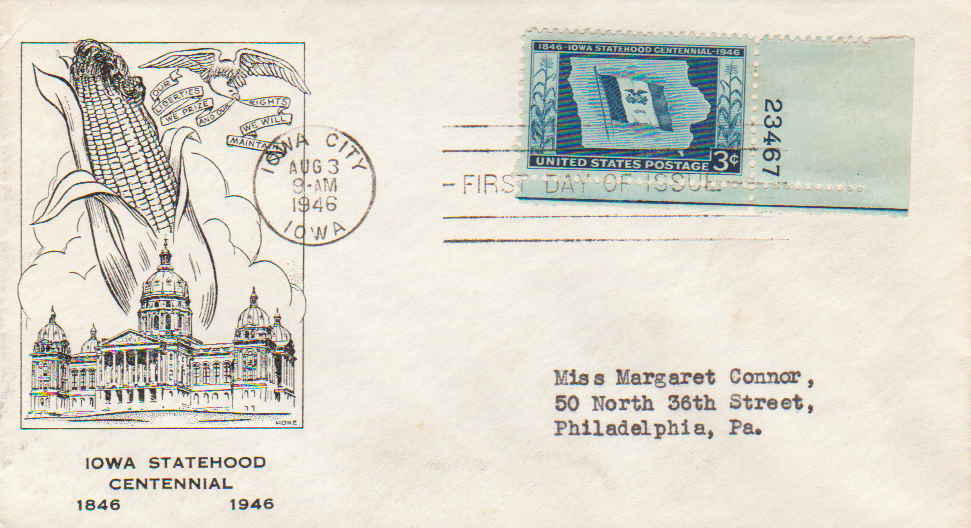 OUR
LIBERTIES
WE PRIZE
AND OUR
RIGHTS
WE WILL
MAINTAIN
IOWA CITY
AUG 3
9-AM
1946
IOWA
1846-IOWA STATEHOOD CENTENNIAL-1946
UNITED STATES POSTAGE 3¢
23467
- FIRST DAY OF ISSUE -
Miss Margaret Connor,
50 North 36th Street,
Philadelphia, Pa.
IOWA STATEHOOD
CENTENNIAL
1846 1946